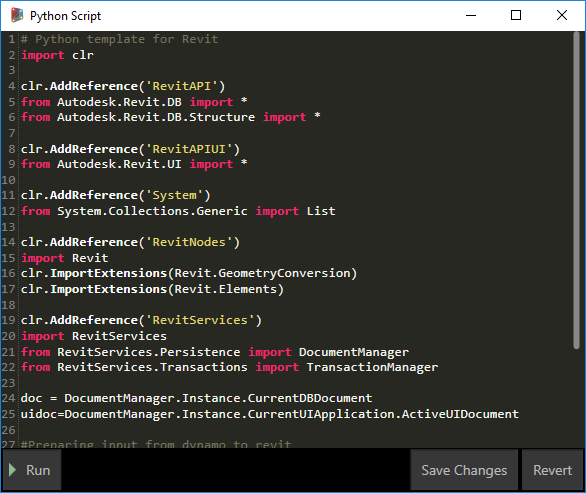 Python Script
1 # Python template for Revit
2 import clr
3
4 clr.AddReference('RevitAPI')
5 from Autodesk.Revit.DB import *
6 from Autodesk.Revit.DB.Structure import *
7
8 clr.AddReference('RevitAPIUI')
9 from Autodesk.Revit.UI import *
10
11 clr.AddReference('System')
12 from System.Collections.Generic import List
13
14 clr.AddReference('RevitNodes')
15 import Revit
16 clr.ImportExtensions(Revit.GeometryConversion)
17 clr.ImportExtensions(Revit.Elements)
18
19 clr.AddReference('RevitServices')
20 import RevitServices
21 from RevitServices.Persistence import DocumentManager
22 from RevitServices.Transactions import TransactionManager
23
24 doc = DocumentManager.Instance.CurrentDBDocument
25 uidoc=DocumentManager.Instance.CurrentUIApplication.ActiveUIDocument
26
27 #Preparing input from dynamo to revit
Run Save Changes Revert